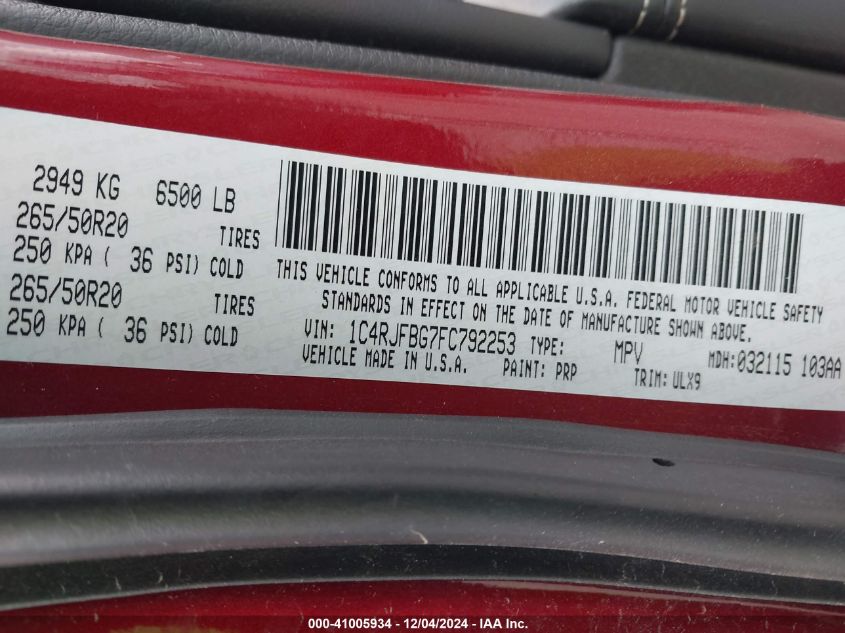 2949 KG 6500 LB
265/50R20 TIRES
250 KPA ( 36 PSI) COLD
265/50R20 TIRES
250 KPA ( 36 PSI) COLD
THIS VEHICLE CONFORMS TO ALL APPLICABLE U.S.A. FEDERAL MOTOR VEHICLE SAFETY
STANDARDS IN EFFECT ON THE DATE OF MANUFACTURE SHOWN ABOVE.
VIN: 1C4RJFBG7FC792253 TYPE: MPV MDH:032115 103AA
VEHICLE MADE IN U.S.A. PAINT: PRP TRIM: ULX9
000-41005934 - 12/04/2024 - IAA Inc.